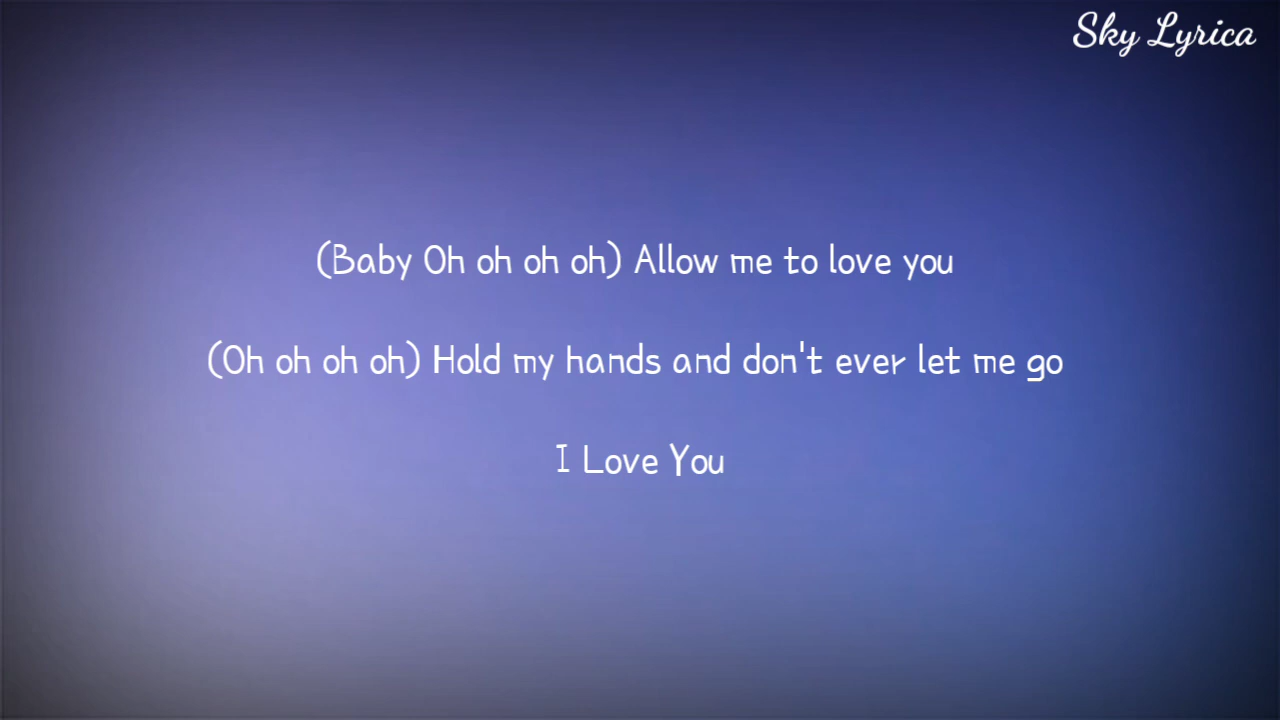 Sky Lyrica
(Baby Oh oh oh oh) Allow me to love you
(Oh oh oh oh) Hold my hands and don't ever let me go
I Love You